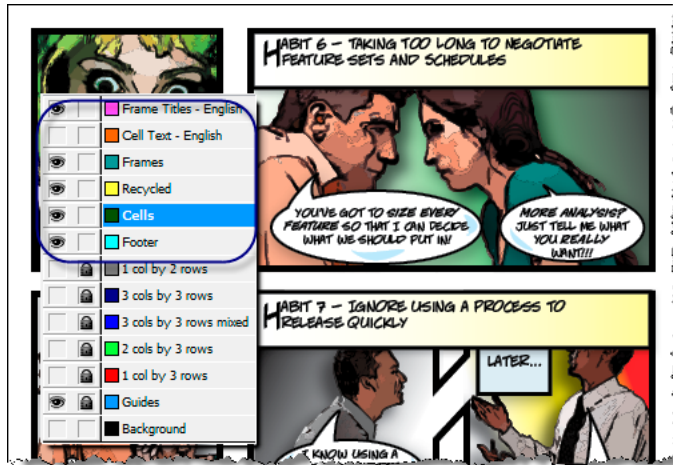 HABIT 6 – TAKING TOO LONG TO NEGOTIATE
FEATURE SETS AND SCHEDULES
Frame Titles - English
Cell Text - English
Frames
Recycled
Cells
Footer
1 col by 2 rows
3 cols by 3 rows
3 cols by 3 rows mixed
2 cols by 3 rows
1 col by 3 rows
Guides
Background
YOU'VE GOT TO SIZE EVERY
FEATURE SO THAT I CAN DECIDE
WHAT WE SHOULD PUT IN!
MORE ANALYSIS?
JUST TELL ME WHAT
YOU REALLY
WANT!!!
HABIT 7 – IGNORE USING A PROCESS TO
RELEASE QUICKLY
LATER...
I KNOW USING A